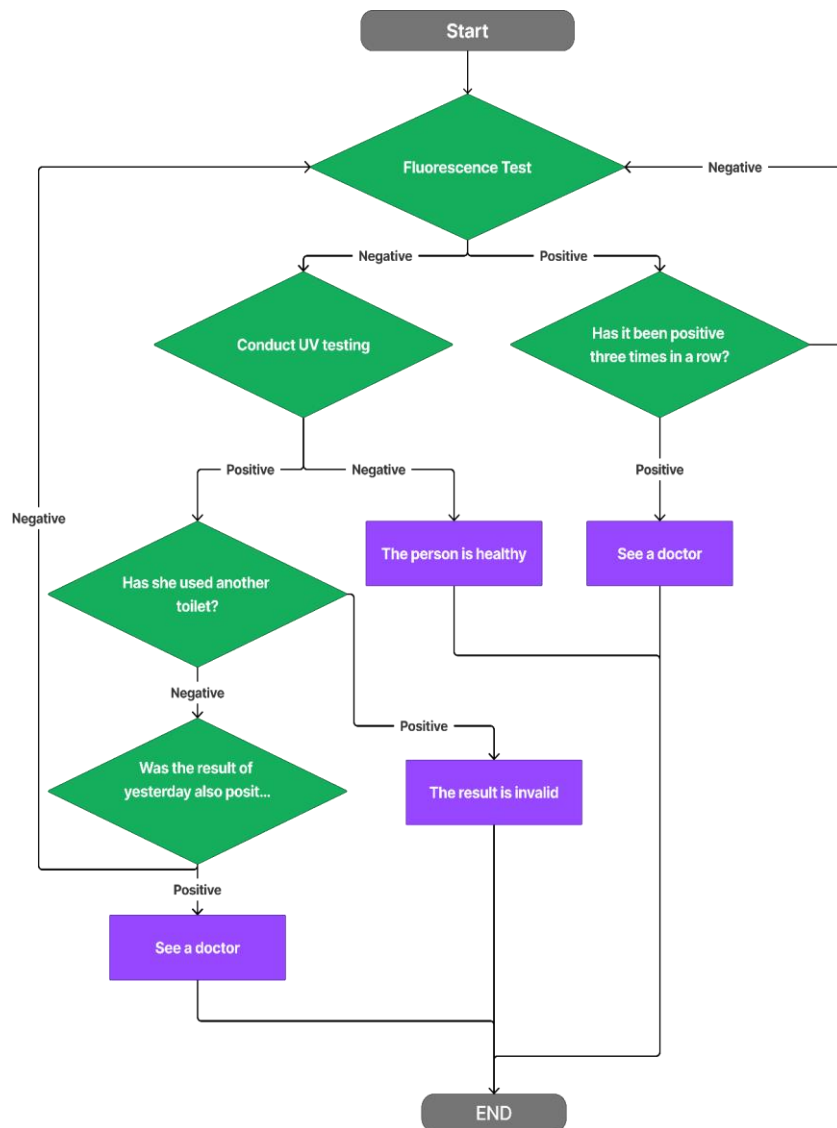 Start
Fluorescence Test
Negative
Negative
Positive
Conduct UV testing
Has it been positive
three times in a row?
Positive
Negative
Positive
Negative
The person is healthy
See a doctor
Has she used another
toilet?
Negative
Positive
Was the result of
yesterday also posit...
The result is invalid
Positive
See a doctor
END